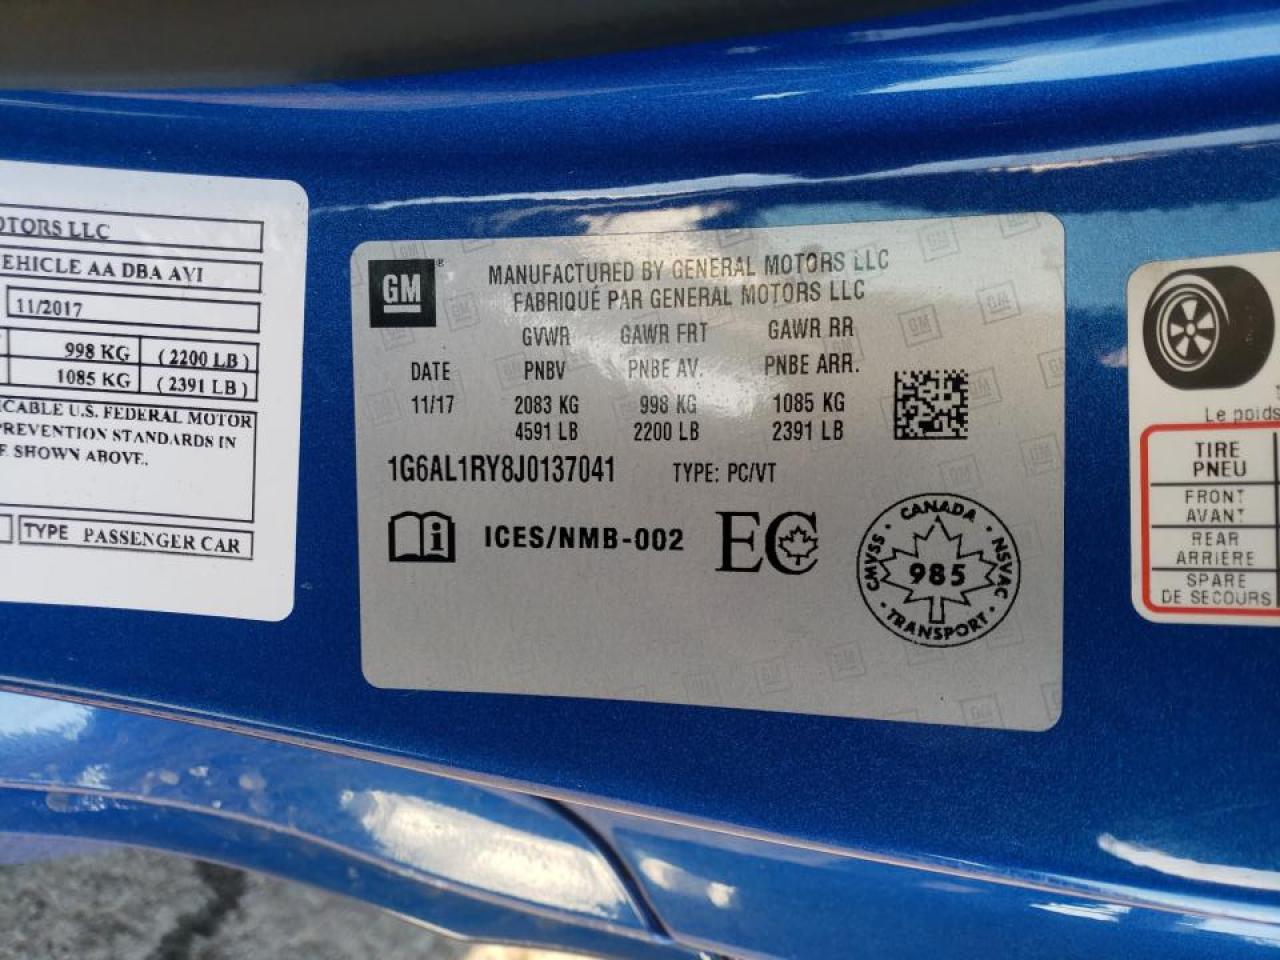 OTORS LLC
EHICLE AA DBA AVI
11/2017
998 KG (2200 LB)
1085 KG (2391 LB)
ICABLE U.S. FEDERAL MOTOR
PREVENTION STANDARDS IN
E SHOWN ABOVE..
TYPE PASSENGER CAR
GM
MANUFACTURED BY GENERAL MOTORS LLC
FABRIQUÉ PAR GENERAL MOTORS LLC
GVWR GAWR FRT GAWR RR
DATE PNBV PNBE AV. PNBE ARR.
11/17 2083 KG 998 KG 1085 KG
4591 LB 2200 LB 2391 LB
1G6AL1RY8J0137041 TYPE: PC/VT
ICES/NMB-002 EC
CANADA
CMVSS 985 NSVAC
TRANSPORT
Le poids
TIRE
PNEU
FRONT
AVANT
REAR
ARRIÈRE
SPARE
DE SECOURS